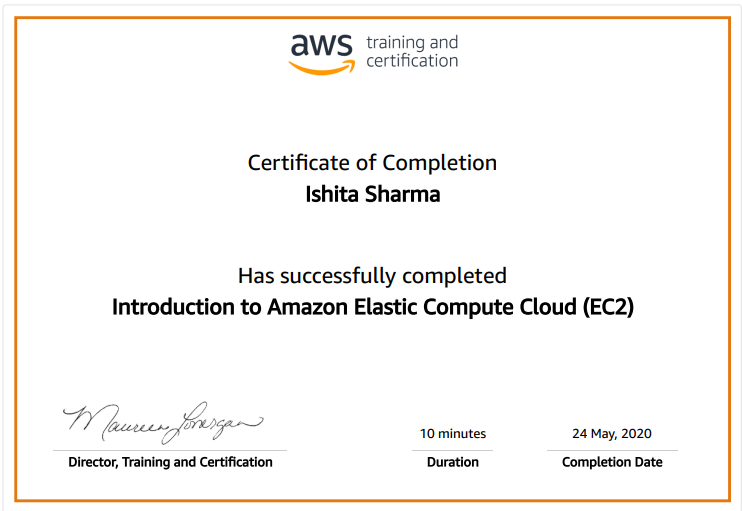 aws training and
certification
Certificate of Completion
Ishita Sharma
Has successfully completed
Introduction to Amazon Elastic Compute Cloud (EC2)
Maureen Lonergan
Director, Training and Certification
10 minutes
Duration
24 May, 2020
Completion Date